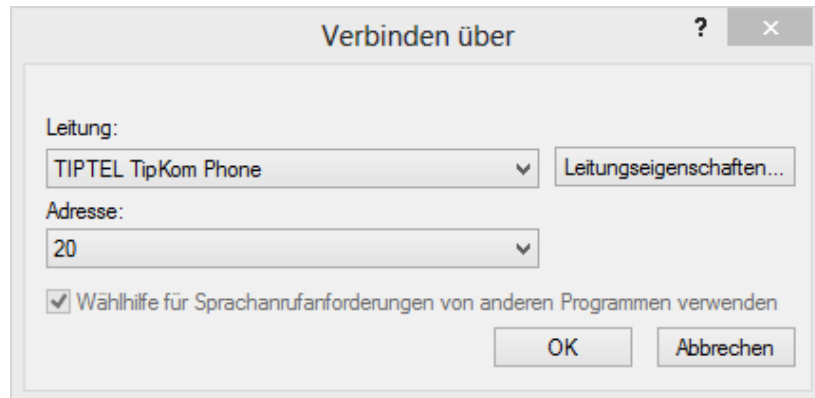 Verbinden über
?
×
Leitung:
TIPTEL TipKom Phone
Leitungseigenschaften...
Adresse:
20
Wählhilfe für Sprachanrufanforderungen von anderen Programmen verwenden
OK
Abbrechen